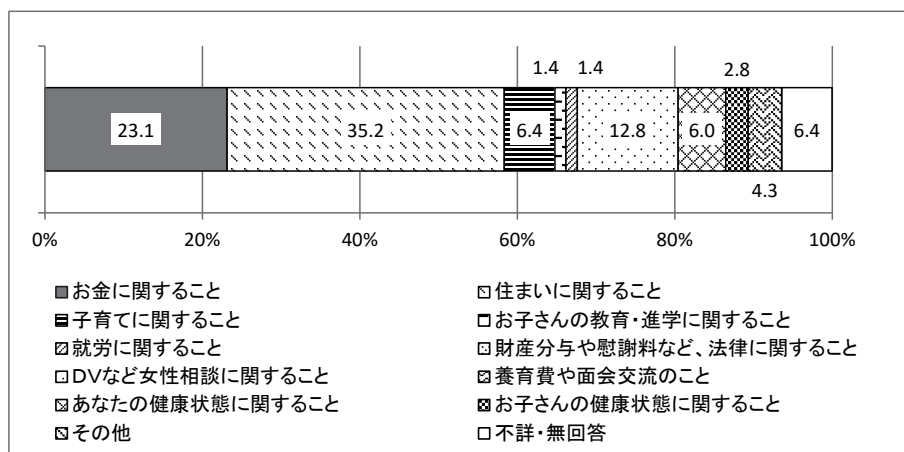 1.4 1.4 2.8
23.1 35.2 6.4 12.8 6.0 6.4
4.3
0% 20% 40% 60% 80% 100%
お金に関すること 住まいに関すること
子育てに関すること お子さんの教育・進学に関すること
就労に関すること 財産分与や慰謝料など、法律に関すること
DVなど女性相談に関すること 養育費や面会交流のこと
あなたの健康状態に関すること お子さんの健康状態に関すること
その他 不詳・無回答